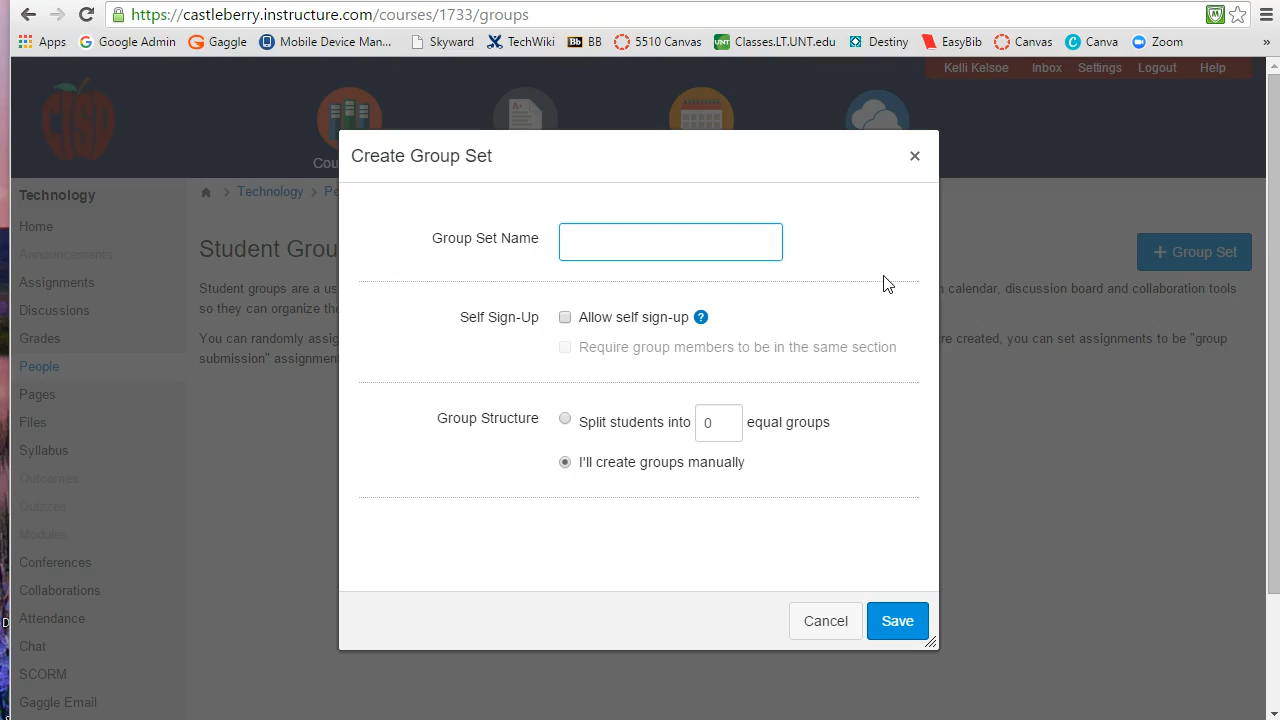 https://castleberry.instructure.com/courses/1733/groups
Apps Google Admin Gaggle Mobile Device Man... Skyward TechWiki Bb BB 5510 Canvas UNT Classes.LT.UNT.edu Destiny EasyBib Canvas C Canva Zoom »
Kelli Kelsoe Inbox Settings Logout Help
CISD
A+
Cou
Create Group Set ×
Technology
Technology > Pe
Home
Announcements
Assignments
Discussions
Grades
People
Pages
Files
Syllabus
Outcomes
Quizzes
Modules
Conferences
Collaborations
Attendance
Chat
SCORM
Gaggle Email
Student Grou
+ Group Set
Student groups are a us
n calendar, discussion board and collaboration tools
so they can organize the
You can randomly assig
re created, you can set assignments to be "group
submission" assignmen
Group Set Name
Self Sign-Up Allow self sign-up ?
Require group members to be in the same section
Group Structure Split students into 0 equal groups
I'll create groups manually
Cancel Save
D